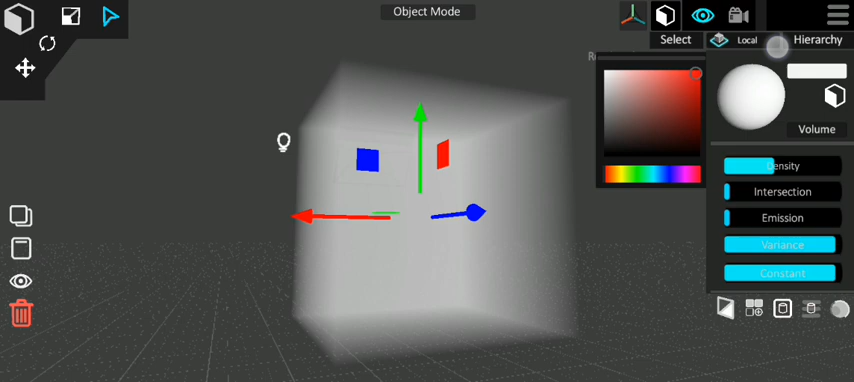 Object Mode
Select
Local
Hierarchy
Volume
Density
Intersection
Emission
Variance
Constant